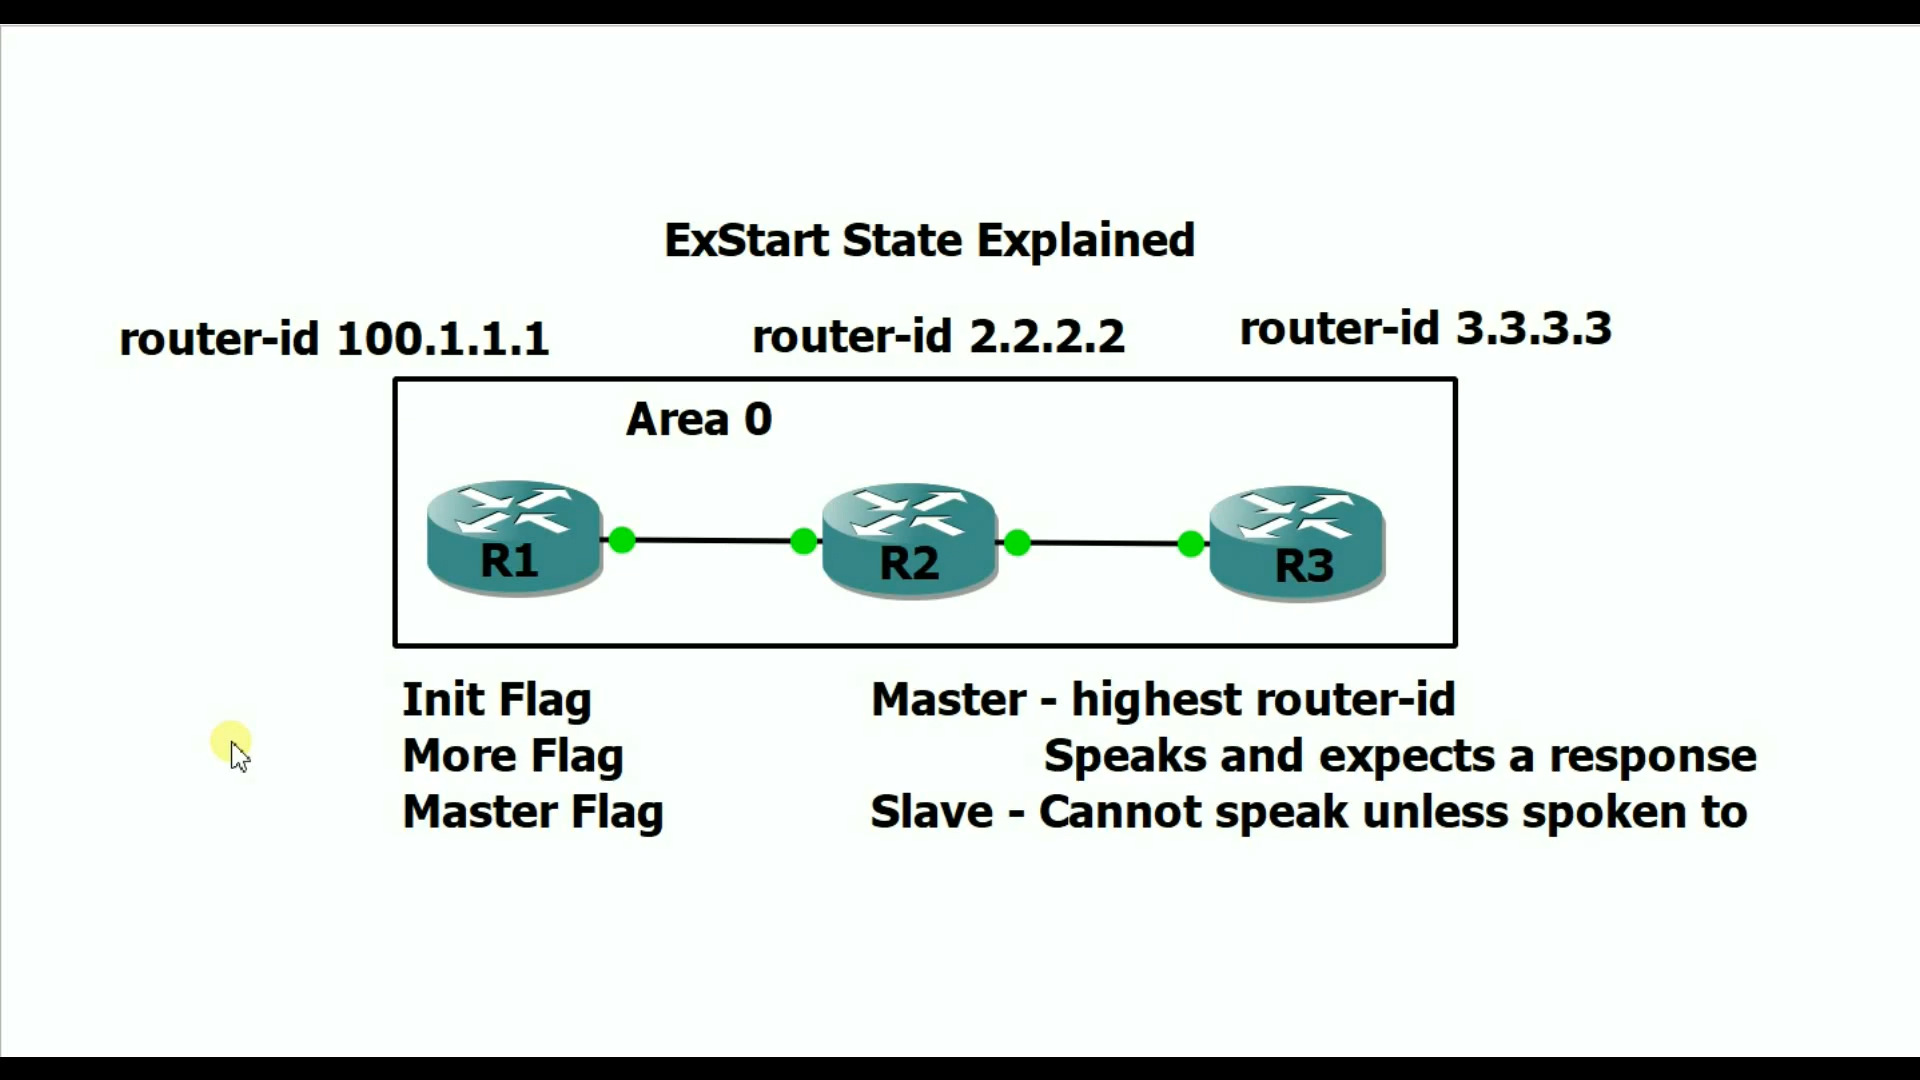 ExStart State Explained
router-id 100.1.1.1
router-id 2.2.2.2
router-id 3.3.3.3
Area 0
R1
R2
R3
Init Flag
More Flag
Master Flag
Master - highest router-id
Speaks and expects a response
Slave - Cannot speak unless spoken to